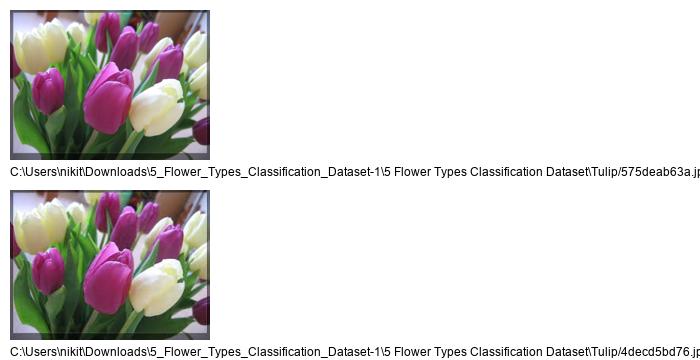 C:\Users\nikit\Downloads\5_Flower_Types_Classification_Dataset-1\5 Flower Types Classification Dataset\Tulip/575deab63a.jp
C:\Users\nikit\Downloads\5_Flower_Types_Classification_Dataset-1\5 Flower Types Classification Dataset\Tulip/4decd5bd76.jp